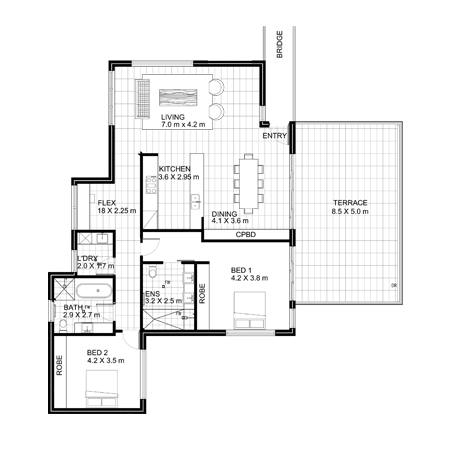 BRIDGE
LIVING
7.0 m x 4.2 m
ENTRY
KITCHEN
3.6 X 2.95 m
FLEX
18 X 2.25 m
TERRACE
8.5 X 5.0 m
DINING
4.1 X 3.6 m
CPBD
L'DRY
2.0 X 1.7 m
BED 1
4.2 X 3.8 m
ENS
3.2 X 2.5 m
ROBE
BATH
2.9 X 2.7 m
BED 2
4.2 X 3.5 m
ROBE